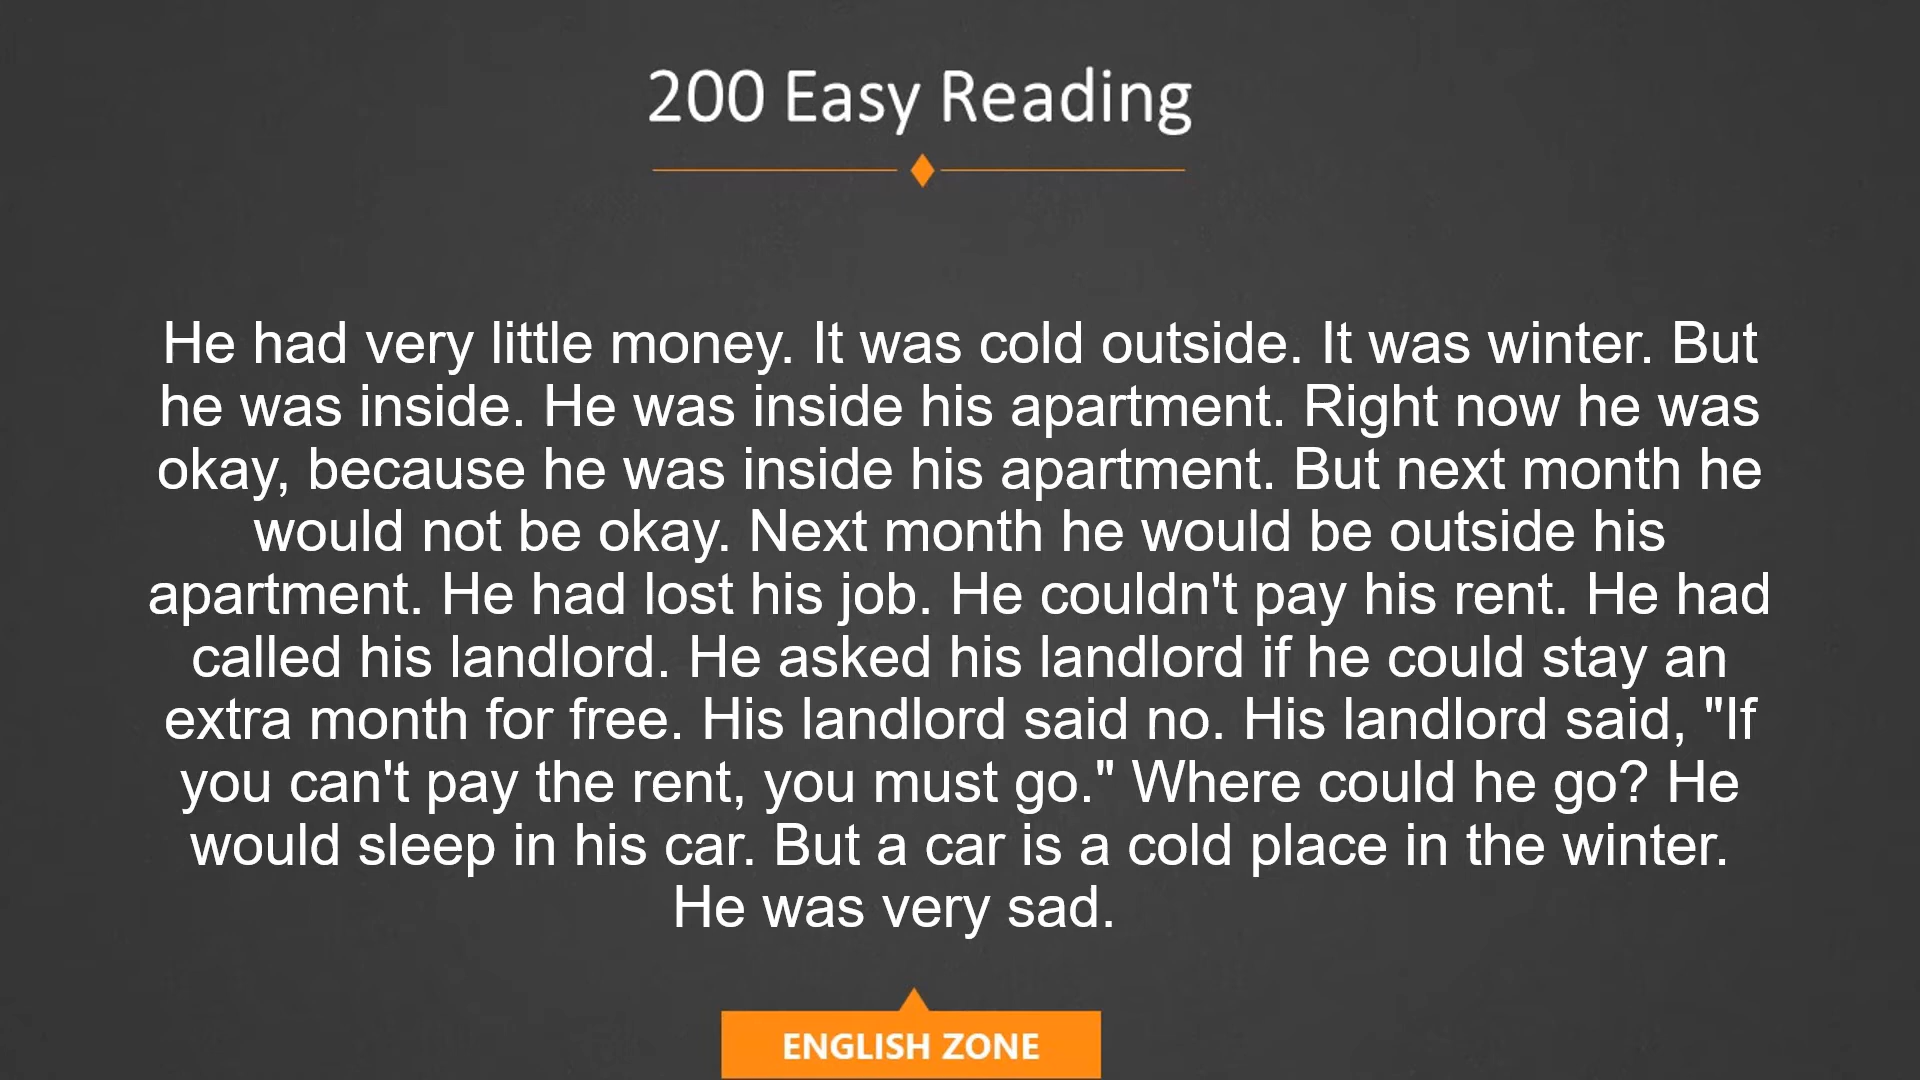 200 Easy Reading
He had very little money. It was cold outside. It was winter. But
he was inside. He was inside his apartment. Right now he was
okay, because he was inside his apartment. But next month he
would not be okay. Next month he would be outside his
apartment. He had lost his job. He couldn't pay his rent. He had
called his landlord. He asked his landlord if he could stay an
extra month for free. His landlord said no. His landlord said, "If
you can't pay the rent, you must go." Where could he go? He
would sleep in his car. But a car is a cold place in the winter.
He was very sad.
ENGLISH ZONE